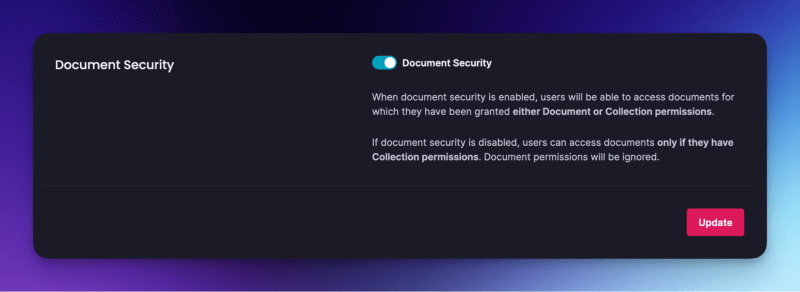 Document Security
Document Security
When document security is enabled, users will be able to access documents for
which they have been granted either Document or Collection permissions.
If document security is disabled, users can access documents only if they have
Collection permissions. Document permissions will be ignored.
Update